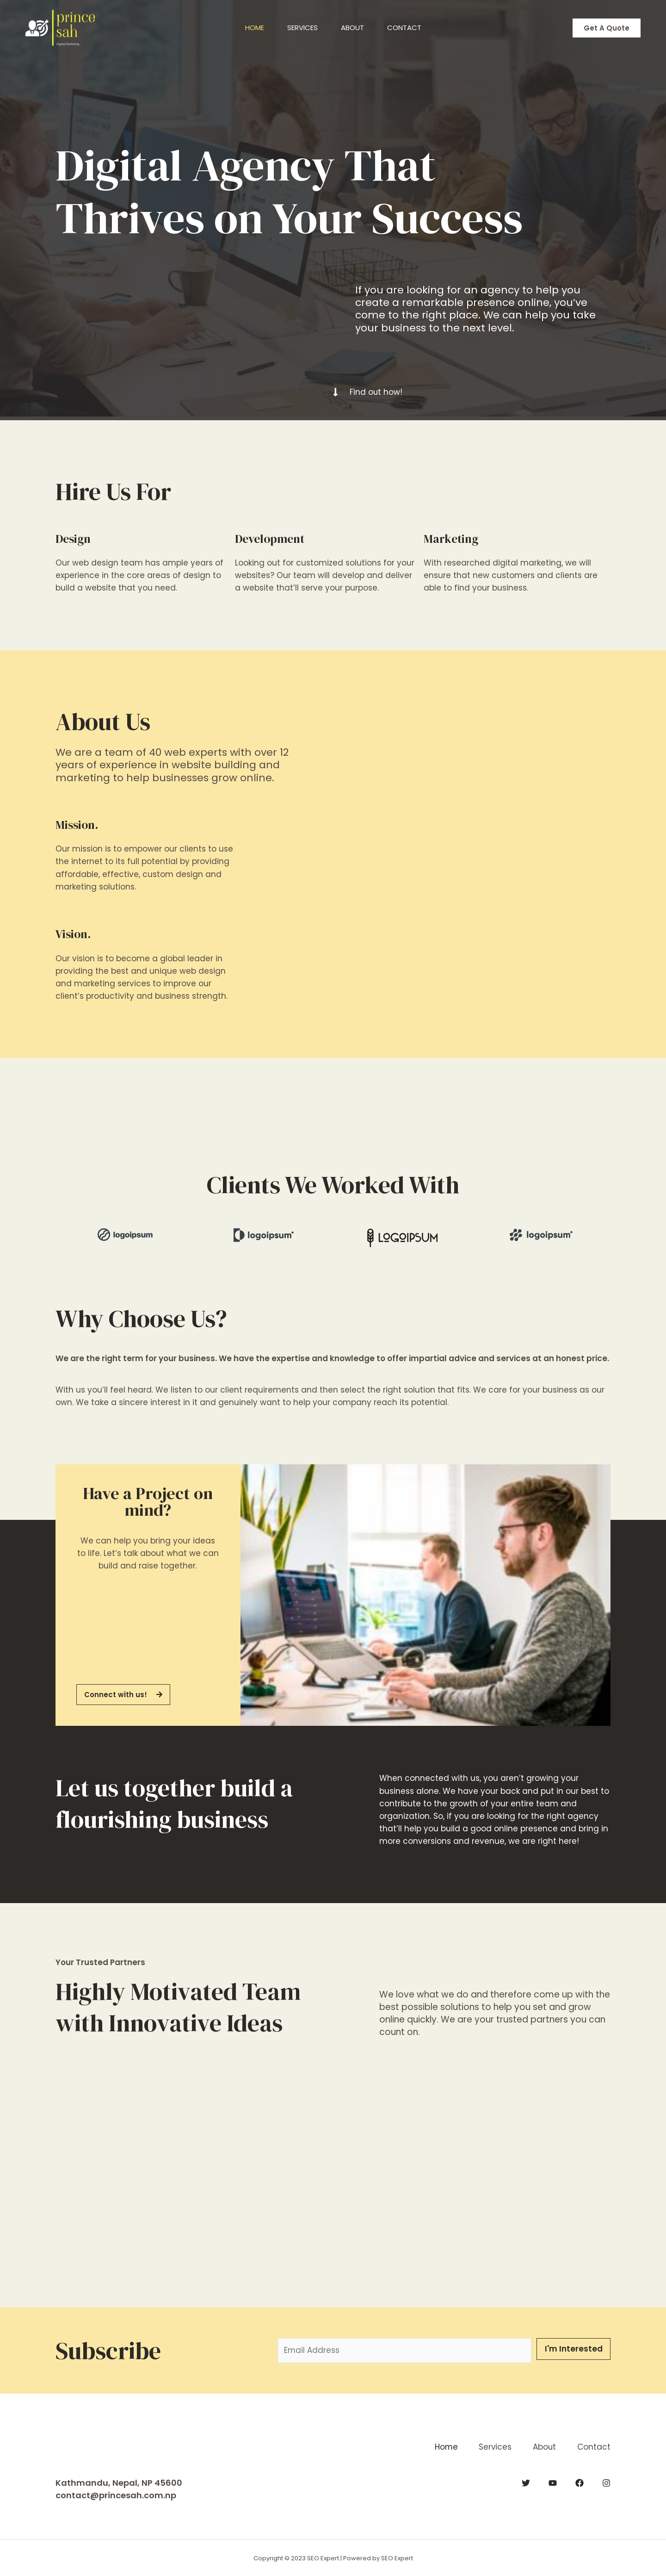 prince
sah
Digital Marketing
HOME
SERVICES
ABOUT
CONTACT
Get A Quote
Digital Agency That
Thrives on Your Success
If you are looking for an agency to help you
create a remarkable presence online, you’ve
come to the right place. We can help you take
your business to the next level.
Find out how!
Hire Us For
Design
Our web design team has ample years of
experience in the core areas of design to
build a website that you need.
Development
Looking out for customized solutions for your
websites? Our team will develop and deliver
a website that’ll serve your purpose.
Marketing
With researched digital marketing, we will
ensure that new customers and clients are
able to find your business.
About Us
We are a team of 40 web experts with over 12
years of experience in website building and
marketing to help businesses grow online.
Mission.
Our mission is to empower our clients to use
the internet to its full potential by providing
affordable, effective, custom design and
marketing solutions.
Vision.
Our vision is to become a global leader in
providing the best and unique web design
and marketing services to improve our
client’s productivity and business strength.
Clients We Worked With
logoipsum
logoipsum
LOGOIPSUM
logoipsum
Why Choose Us?
We are the right term for your business. We have the expertise and knowledge to offer impartial advice and services at an honest price.
With us you’ll feel heard. We listen to our client requirements and then select the right solution that fits. We care for your business as our
own. We take a sincere interest in it and genuinely want to help your company reach its potential.
Have a Project on
mind?
We can help you bring your ideas
to life. Let’s talk about what we can
build and raise together.
Connect with us!
Let us together build a
flourishing business
When connected with us, you aren’t growing your
business alone. We have your back and put in our best to
contribute to the growth of your entire team and
organization. So, if you are looking for the right agency
that’ll help you build a good online presence and bring in
more conversions and revenue, we are right here!
Your Trusted Partners
Highly Motivated Team
with Innovative Ideas
We love what we do and therefore come up with the
best possible solutions to help you set and grow
online quickly. We are your trusted partners you can
count on.
Subscribe
Email Address
I'm Interested
Home
Services
About
Contact
Kathmandu, Nepal, NP 45600
contact@princesah.com.np
Copyright © 2023 SEO Expert | Powered by SEO Expert